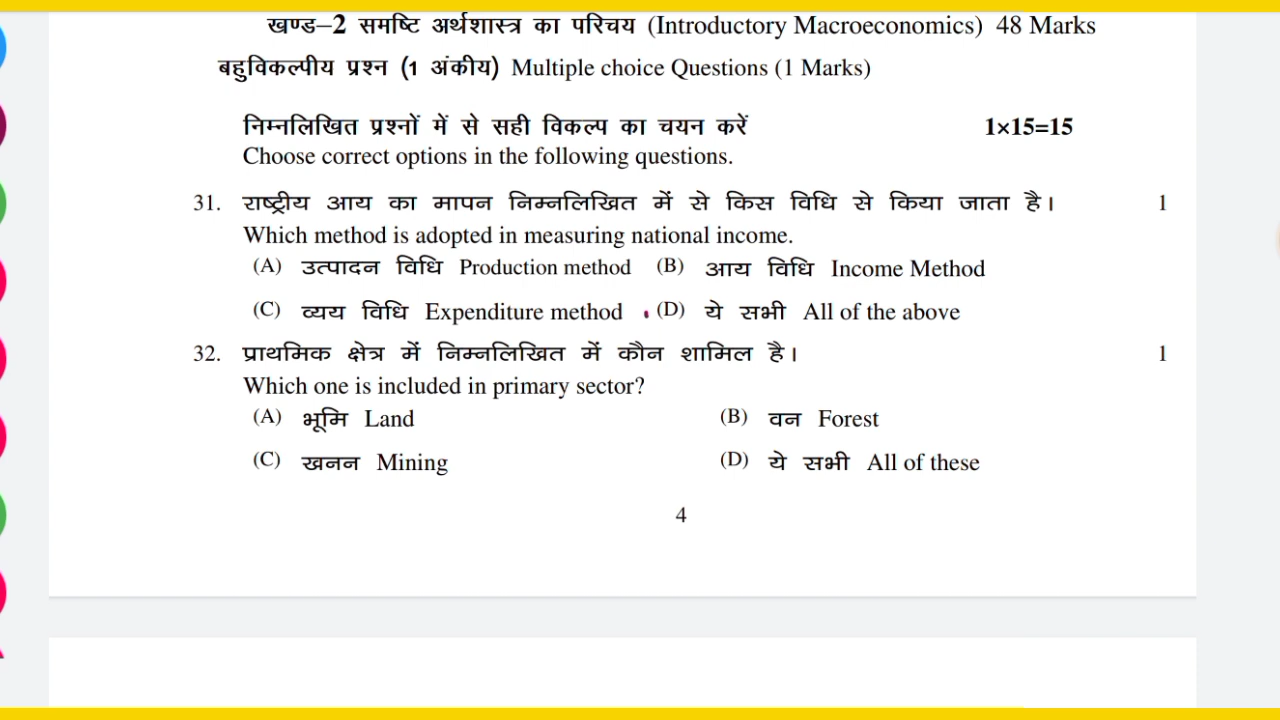 खण्ड–2 समष्टि अर्थशास्त्र का परिचय (Introductory Macroeconomics) 48 Marks
बहुविकल्पीय प्रश्न (1 अंकीय) Multiple choice Questions (1 Marks)
निम्नलिखित प्रश्नों में से सही विकल्प का चयन करें 1×15=15
Choose correct options in the following questions.
31. राष्ट्रीय आय का मापन निम्नलिखित में से किस विधि से किया जाता है। 1
Which method is adopted in measuring national income.
(A) उत्पादन विधि Production method (B) आय विधि Income Method
(C) व्यय विधि Expenditure method (D) ये सभी All of the above
32. प्राथमिक क्षेत्र में निम्नलिखित में कौन शामिल है। 1
Which one is included in primary sector?
(A) भूमि Land (B) वन Forest
(C) खनन Mining (D) ये सभी All of these
4